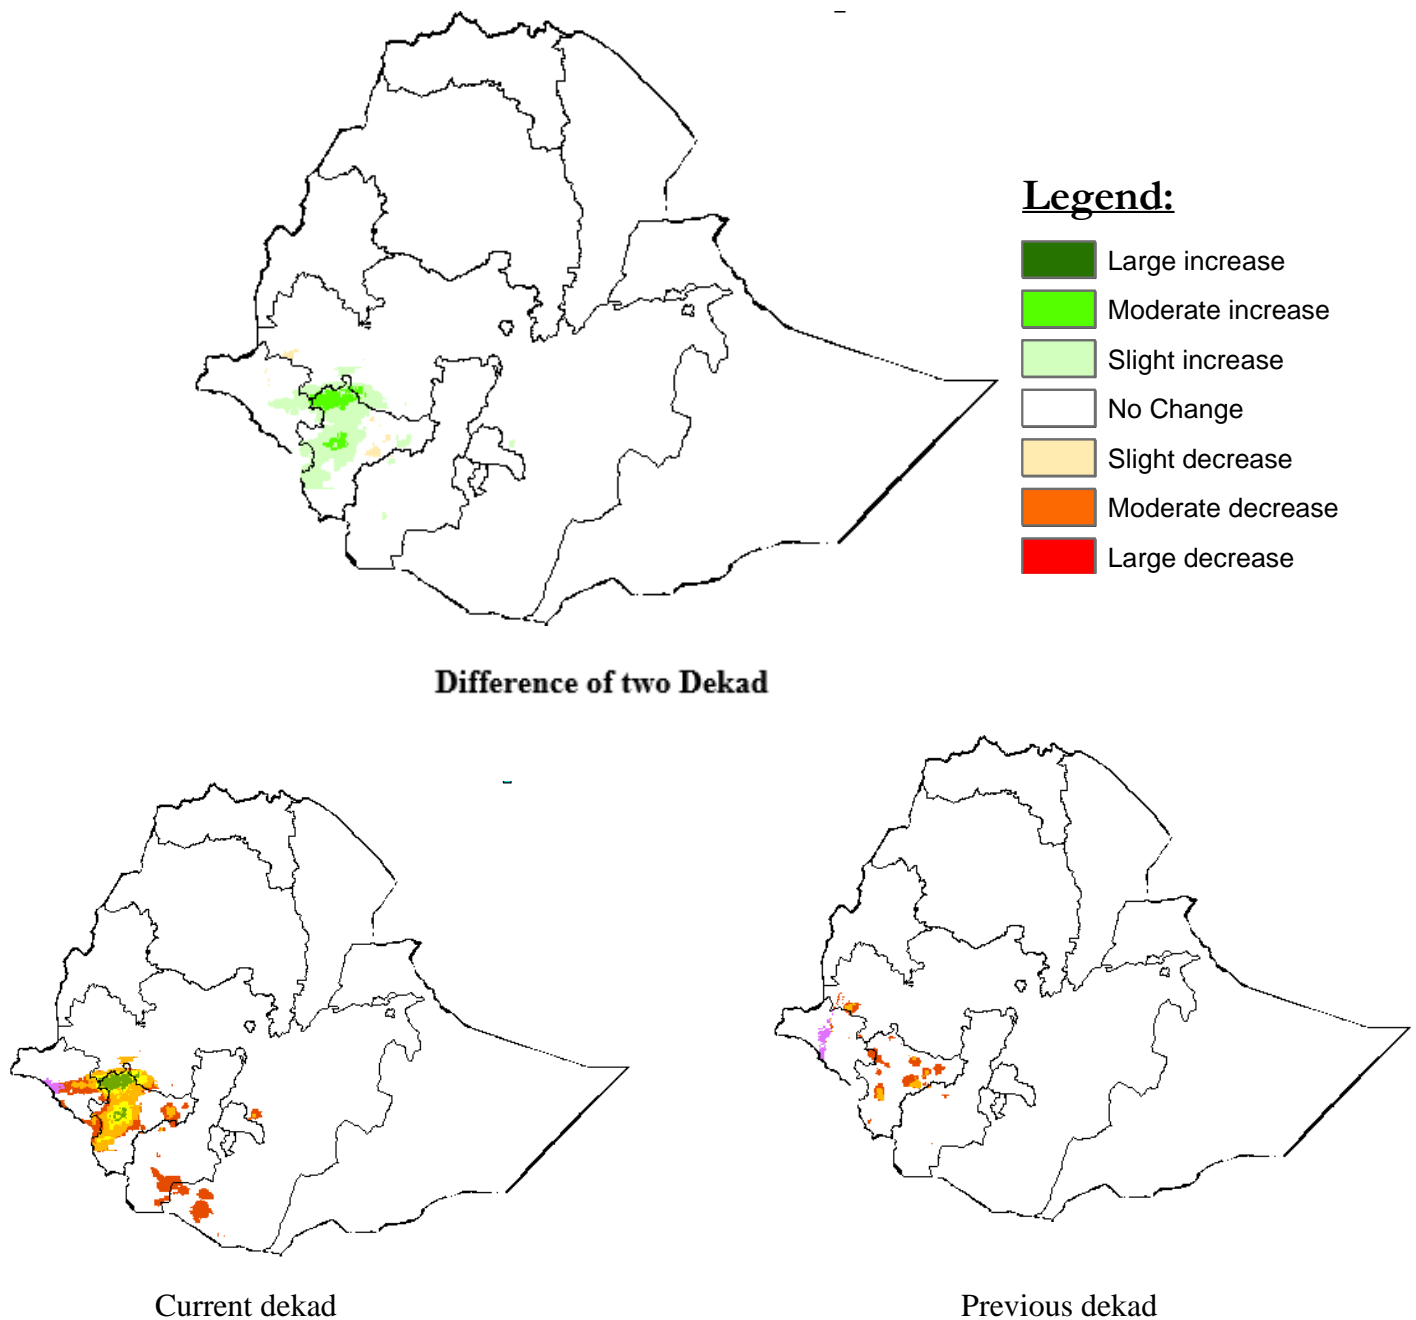 Legend:
Large increase
Moderate increase
Slight increase
No Change
Slight decrease
Moderate decrease
Large decrease
Difference of two Dekad
Current dekad
Previous dekad